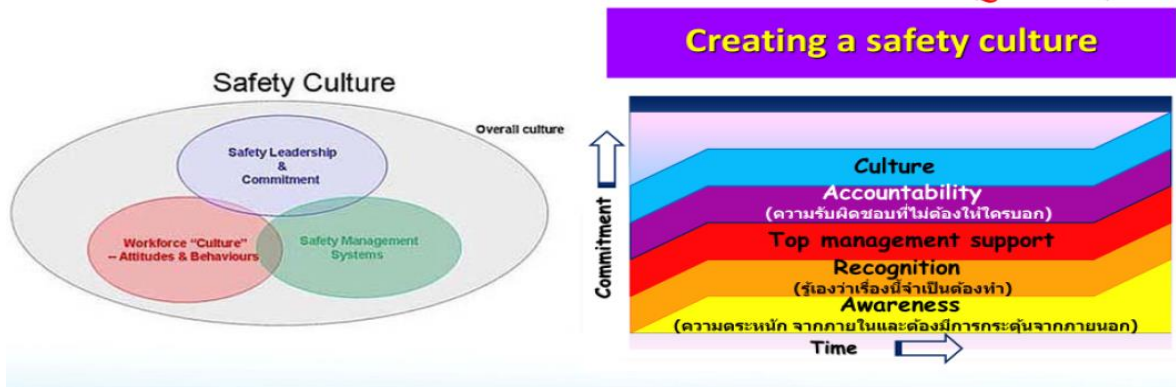 Safety Culture
Overall culture
Safety Leadership
&
Commitment
Workforce "Culture"
-- Attitudes & Behaviours
Safety Management
Systems
Creating a safety culture
Commitment
Culture
Accountability
(ความรับผิดชอบที่ไม่ต้องให้ใครบอก)
Top management support
Recognition
(รู้เองว่าเรื่องนี้จำเป็นต้องทำ)
Awareness
(ความตระหนัก จากภายในและต้องมีการกระตุ้นจากภายนอก)
Time